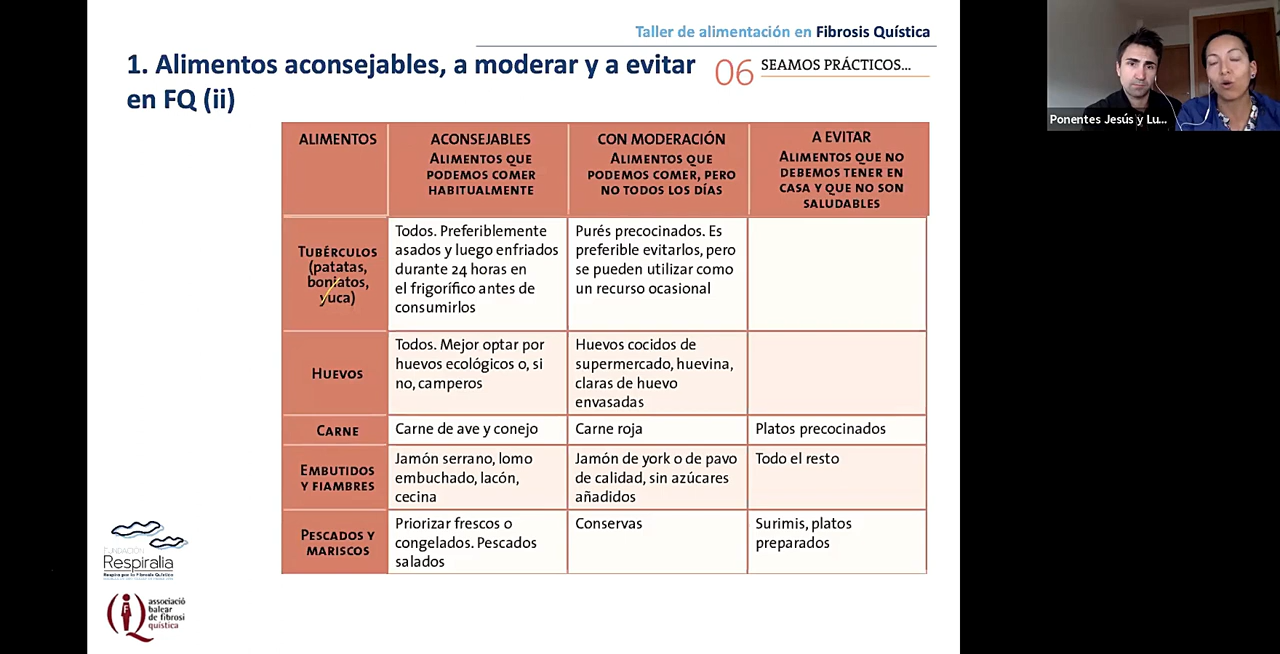 Taller de alimentación en Fibrosis Quística
1. Alimentos aconsejables, a moderar y a evitar
en FQ (ii)
06 SEAMOS PRÁCTICOS...
ALIMENTOS
ACONSEJABLES
ALIMENTOS QUE
PODEMOS COMER
HABITUALMENTE
CON MODERACIÓN
ALIMENTOS QUE
PODEMOS COMER, PERO
NO TODOS LOS DÍAS
A EVITAR
ALIMENTOS QUE NO
DEBEMOS TENER EN
CASA Y QUE NO SON
SALUDABLES
TUBÉRCULOS
(patatas,
boniatos,
yuca)
Todos. Preferiblemente
asados y luego enfriados
durante 24 horas en
el frigorífico antes de
consumirlos
Purés precocinados. Es
preferible evitarlos, pero
se pueden utilizar como
un recurso ocasional
HUEVOS
Todos. Mejor optar por
huevos ecológicos o, si
no, camperos
Huevos cocidos de
supermercado, huevina,
claras de huevo
envasadas
CARNE
Carne de ave y conejo
Carne roja
Platos precocinados
EMBUTIDOS
Y FIAMBRES
Jamón serrano, lomo
embuchado, lacón,
cecina
Jamón de york o de pavo
de calidad, sin azúcares
añadidos
Todo el resto
PESCADOS Y
MARISCOS
Priorizar frescos o
congelados. Pescados
salados
Conservas
Surimis, platos
preparados
FUNDACIÓN
Respiralia
Respira por la Fibrosis Quística
associació
balear
de fibrosi
quística
Ponentes Jesús y Lu...